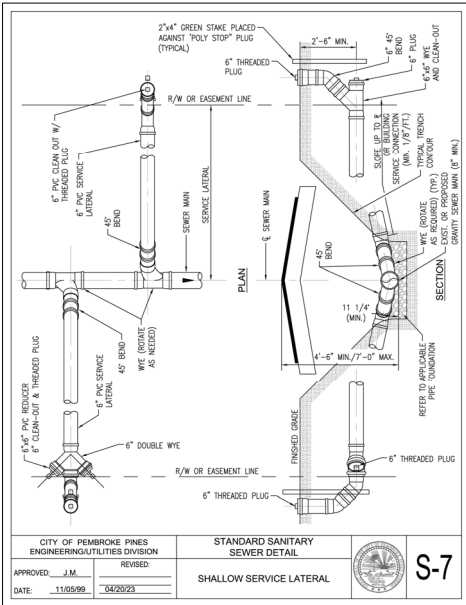 2"x4" GREEN STAKE PLACED
AGAINST 'POLY STOP" PLUG
(TYPICAL)
6" THREADED
PLUG
2'-6" MIN.
6" 45°
BEND
6" PLUG
6"x6" WYE
AND CLEAN-OUT
R/W OR EASEMENT LINE
6" PVC CLEAN OUT W/
THREADED PLUG
6" PVC SERVICE
LATERAL
45°
BEND
SEWER MAIN
SERVICE LATERAL
SLOPE UP TO ℄
OR BUILDING
SERVICE CONNECTION
(MIN. 1/8"/FT.)
TYPICAL TRENCH
CONTOUR
WYE (ROTATE
AS REQUIRED) (TYP.)
EXIST. OR PROPOSED
GRAVITY SEWER MAIN (8" MIN.)
PLAN
℄ SEWER MAIN
45°
BEND
SECTION
11 1/4°
(MIN.)
4'-6" MIN./7'-0" MAX.
REFER TO APPLICABLE
PIPE FOUNDATION
45° BEND
WYE (ROTATE
AS NEEDED)
6" PVC SERVICE
LATERAL
6"x6" PVC REDUCER
6" CLEAN-OUT & THREADED PLUG
6" DOUBLE WYE
FINISHED GRADE
R/W OR EASEMENT LINE
6" THREADED PLUG
6" THREADED PLUG
CITY OF PEMBROKE PINES
ENGINEERING/UTILITIES DIVISION
APPROVED: J.M.
REVISED:
DATE: 11/05/99
04/20/23
STANDARD SANITARY
SEWER DETAIL
SHALLOW SERVICE LATERAL
S-7